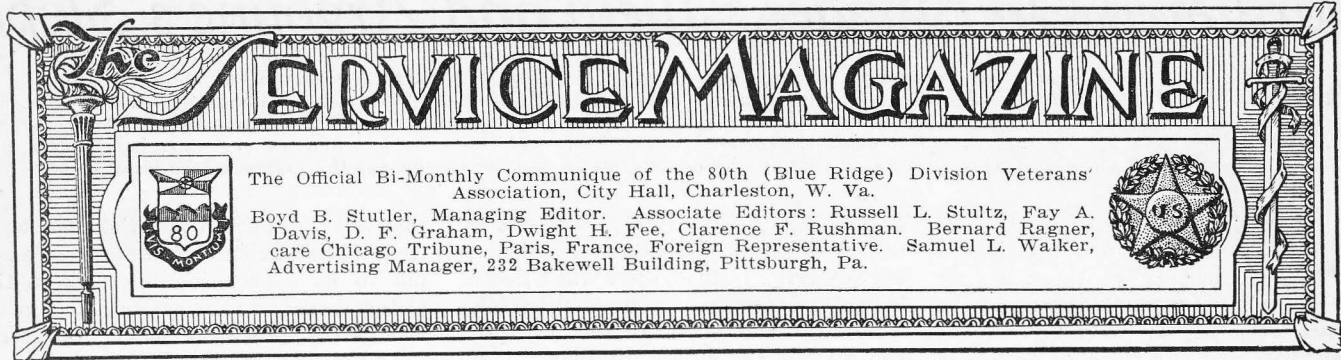 The
SERVICE MAGAZINE
The Official Bi-Monthly Communique of the 80th (Blue Ridge) Division Veterans'
Association, City Hall, Charleston, W. Va.
Boyd B. Stutler, Managing Editor. Associate Editors: Russell L. Stultz, Fay A.
Davis, D. F. Graham, Dwight H. Fee, Clarence F. Rushman. Bernard Ragner,
care Chicago Tribune, Paris, France, Foreign Representative. Samuel L. Walker,
Advertising Manager, 232 Bakewell Building, Pittsburgh, Pa.
80
VIS MONTIUM
US